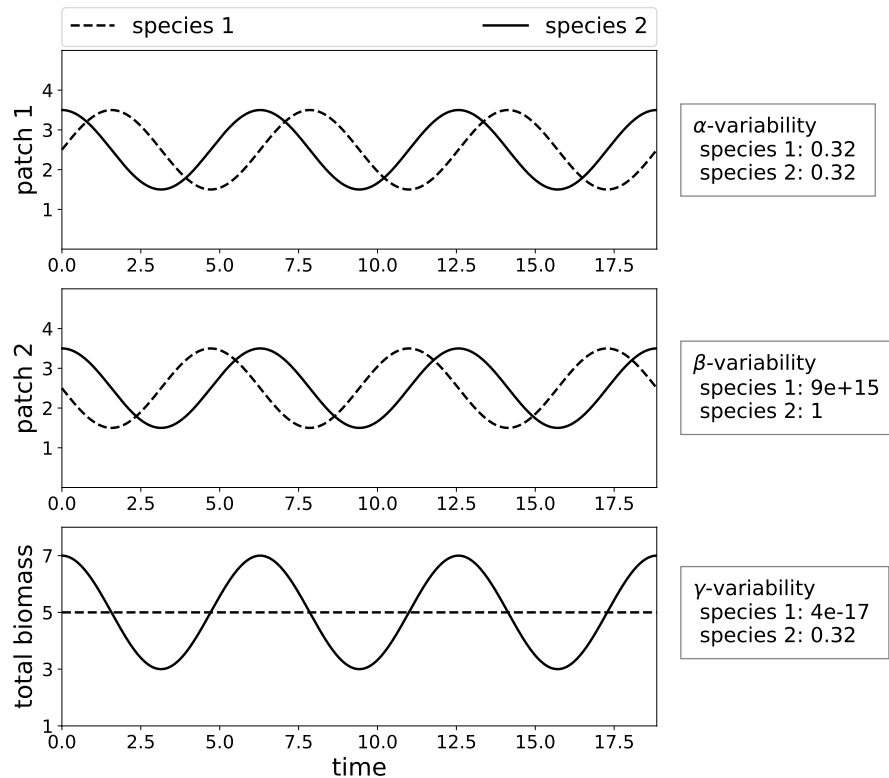 species 1 species 2
patch 1
4
3
2
1
0.0 2.5 5.0 7.5 10.0 12.5 15.0 17.5
α-variability
species 1: 0.32
species 2: 0.32
patch 2
4
3
2
1
0.0 2.5 5.0 7.5 10.0 12.5 15.0 17.5
β-variability
species 1: 9e+15
species 2: 1
total biomass
7
5
3
1
0.0 2.5 5.0 7.5 10.0 12.5 15.0 17.5
time
γ-variability
species 1: 4e-17
species 2: 0.32